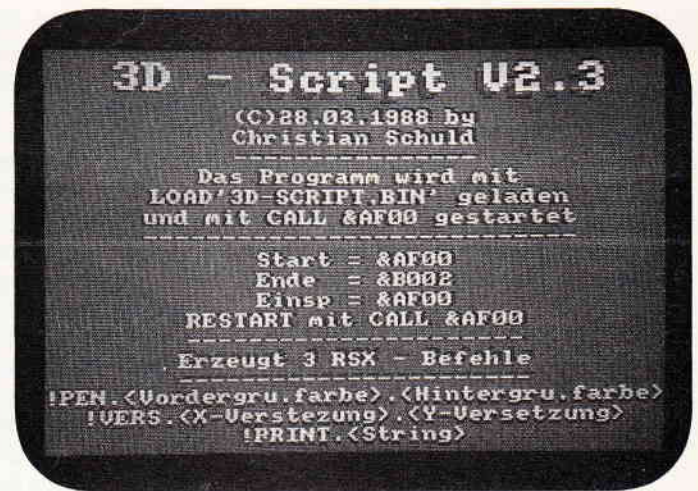 3D - Script V2.3
(C)28.03.1988 by
Christian Schuld
----------------
Das Programm wird mit
LOAD'3D-SCRIPT.BIN' geladen
und mit CALL &AF00 gestartet
----------------------------
Start = &AF00
Ende = &B002
Einsp = &AF00
RESTART mit CALL &AF00
----------------------
Erzeugt 3 RSX - Befehle
-----------------------
!PEN.<Vordergru.farbe>.<Hintergru.farbe>
!VERS.<X-Verstezung>.<Y-Versetzung>
!PRINT.<String>